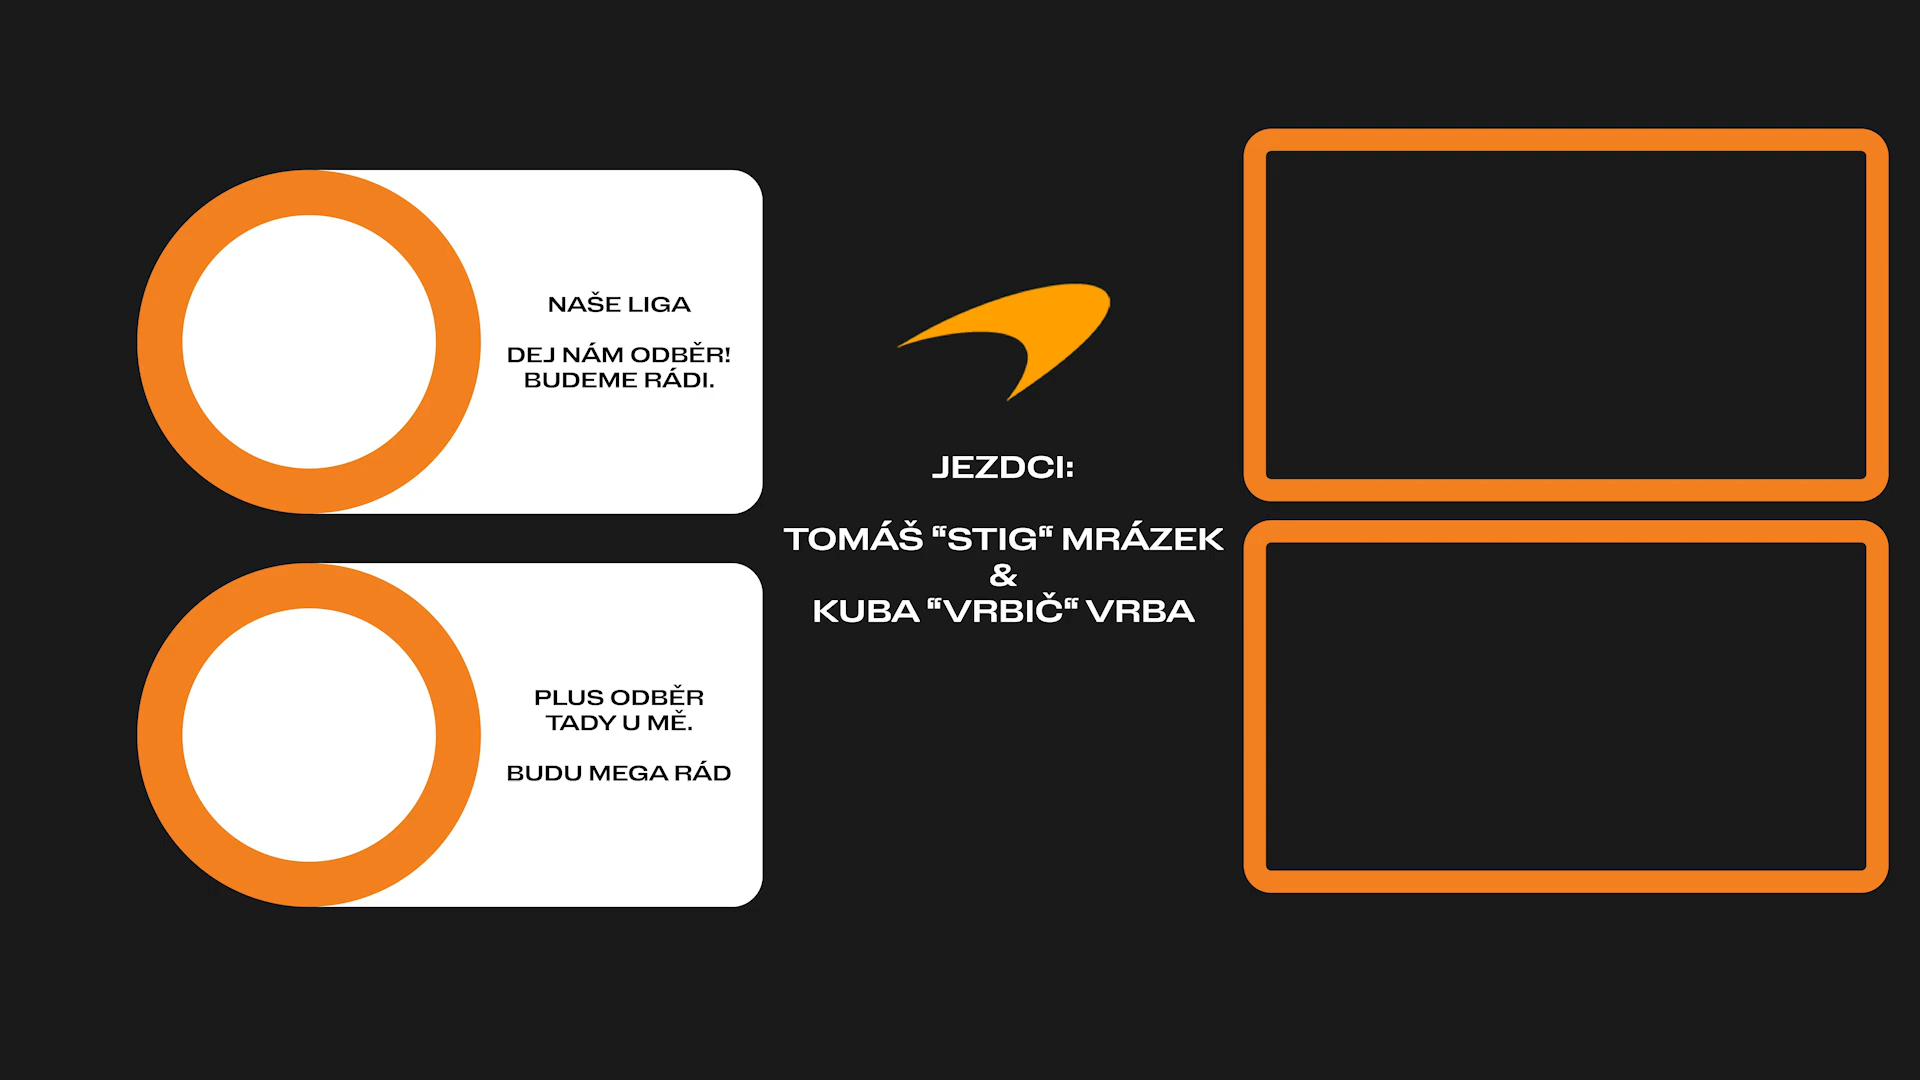 NAŠE LIGA
DEJ NÁM ODBĚR!
BUDEME RÁDI.
PLUS ODBĚR
TADY U MĚ.
BUDU MEGA RÁD
JEZDCI:
TOMÁŠ “STIG“ MRÁZEK
&
KUBA “VRBIČ“ VRBA